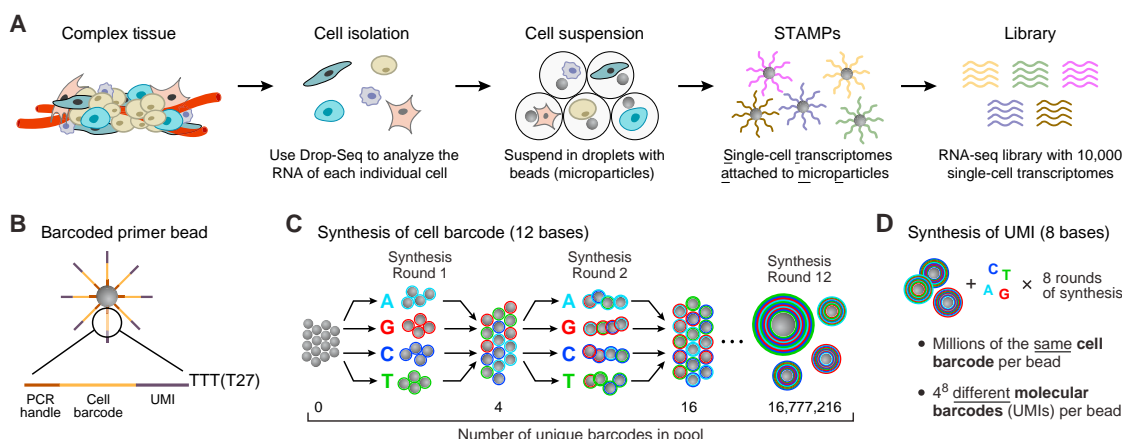 A
Complex tissue
Cell isolation
Cell suspension
STAMPs
Library
Use Drop-Seq to analyze the
RNA of each individual cell
Suspend in droplets with
beads (microparticles)
Single-cell transcriptomes
attached to microparticles
RNA-seq library with 10,000
single-cell transcriptomes
B
Barcoded primer bead
TTT(T27)
PCR
handle
Cell
barcode
UMI
C
Synthesis of cell barcode (12 bases)
Synthesis
Round 1
Synthesis
Round 2
Synthesis
Round 12
A
G
C
T
A
G
C
T
...
0
4
16
16,777,216
Number of unique barcodes in pool
D
Synthesis of UMI (8 bases)
+
C
T
A
G
×
8 rounds
of synthesis
• Millions of the same cell
barcode per bead
• 4⁸ different molecular
barcodes (UMIs) per bead